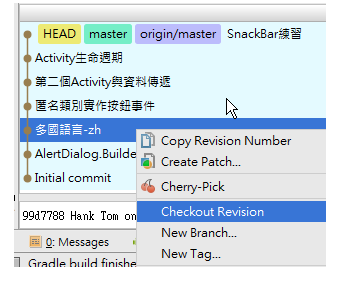 HEAD master origin/master SnackBar練習
Activity生命週期
第二個Activity與資料傳遞
匿名類別實作按鈕事件
多國語言-zh
AlertDialog.Builde
Initial commit
Copy Revision Number
Create Patch...
Cherry-Pick
Checkout Revision
New Branch...
New Tag...
99d7788 Hank Tom on
0: Messages
Gradle build finishe